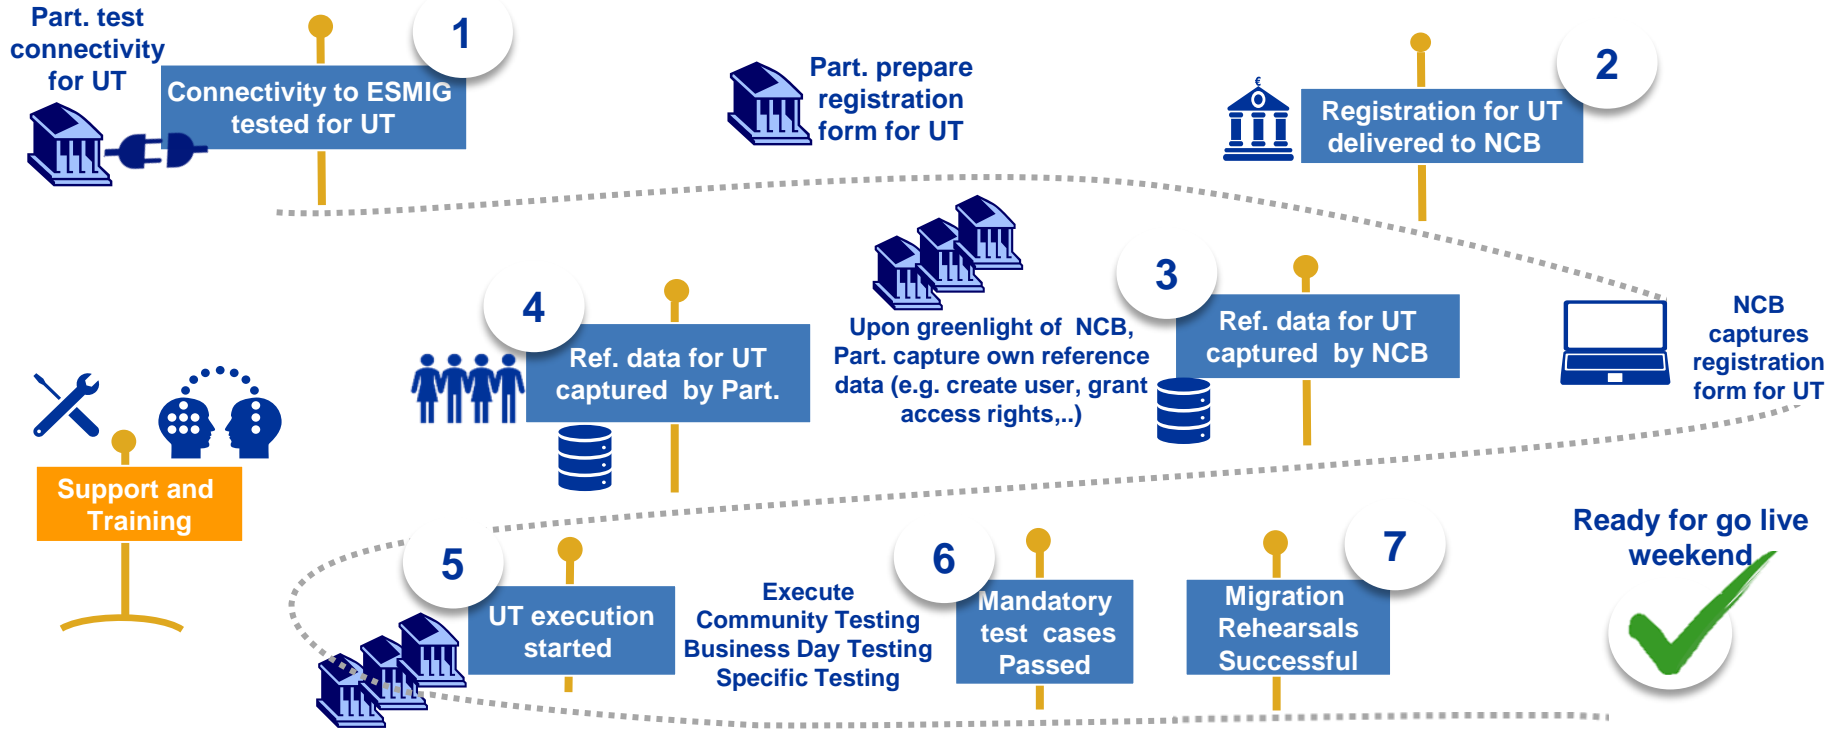 Part. test
connectivity
for UT
1
Connectivity to ESMIG
tested for UT
Part. prepare
registration
form for UT
2
€
Registration for UT
delivered to NCB
3
Ref. data for UT
captured by NCB
NCB
captures
registration
form for UT
Upon greenlight of NCB,
Part. capture own reference
data (e.g. create user, grant
access rights,..)
4
Ref. data for UT
captured by Part.
Support and
Training
5
UT execution
started
Execute
Community Testing
Business Day Testing
Specific Testing
6
Mandatory
test cases
Passed
7
Migration
Rehearsals
Successful
Ready for go live
weekend